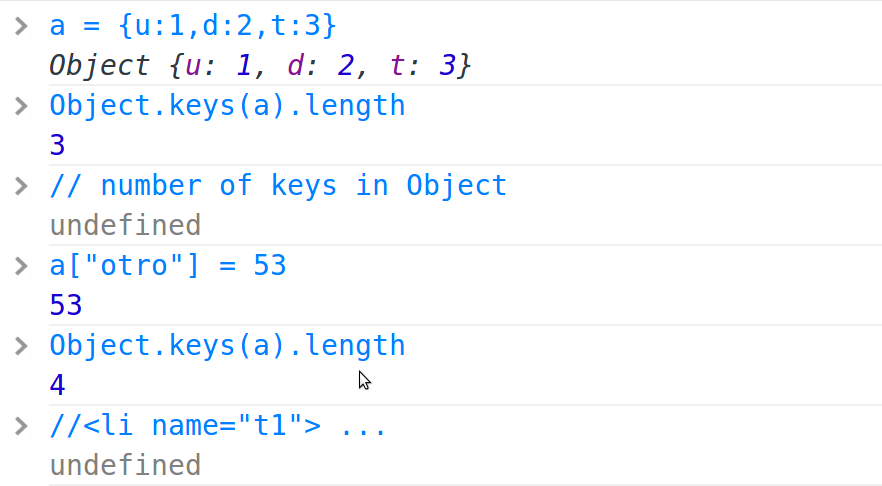 > a = {u:1,d:2,t:3}
Object {u: 1, d: 2, t: 3}
> Object.keys(a).length
3
> // number of keys in Object
undefined
> a["otro"] = 53
53
> Object.keys(a).length
4
> //<li name="t1"> ...
undefined